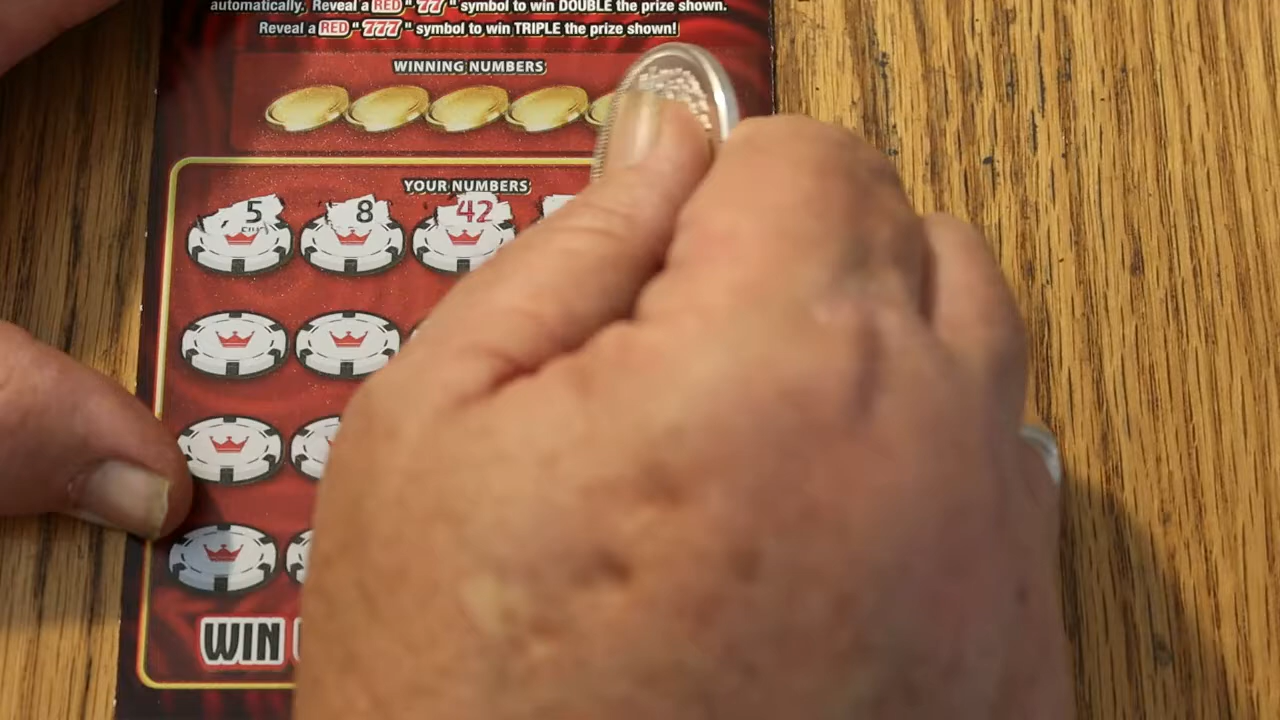 automatically. Reveal a RED "77" symbol to win DOUBLE the prize shown.
Reveal a RED "777" symbol to win TRIPLE the prize shown!
WINNING NUMBERS
YOUR NUMBERS
5 8 42
WIN